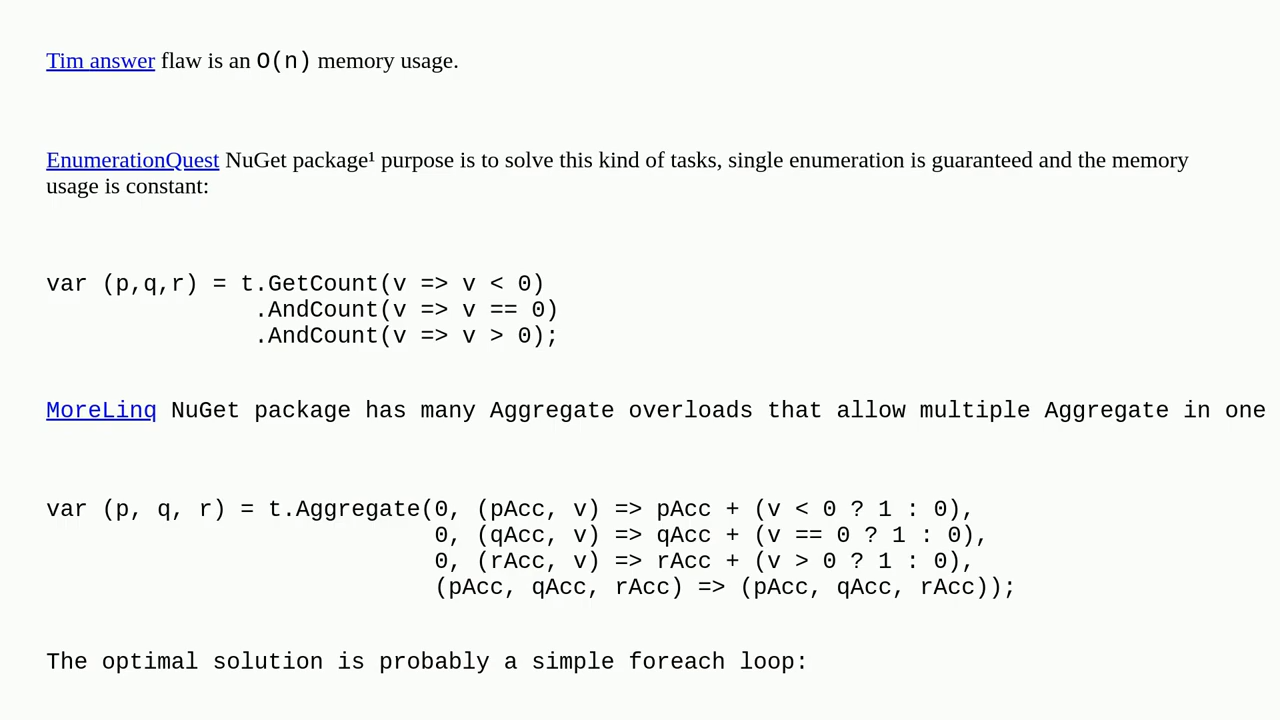 Tim answer flaw is an O(n) memory usage.
EnumerationQuest NuGet package¹ purpose is to solve this kind of tasks, single enumeration is guaranteed and the memory
usage is constant:
var (p,q,r) = t.GetCount(v => v < 0)
               .AndCount(v => v == 0)
               .AndCount(v => v > 0);
MoreLinq NuGet package has many Aggregate overloads that allow multiple Aggregate in one
var (p, q, r) = t.Aggregate(0, (pAcc, v) => pAcc + (v < 0 ? 1 : 0),
                            0, (qAcc, v) => qAcc + (v == 0 ? 1 : 0),
                            0, (rAcc, v) => rAcc + (v > 0 ? 1 : 0),
                            (pAcc, qAcc, rAcc) => (pAcc, qAcc, rAcc));
The optimal solution is probably a simple foreach loop: